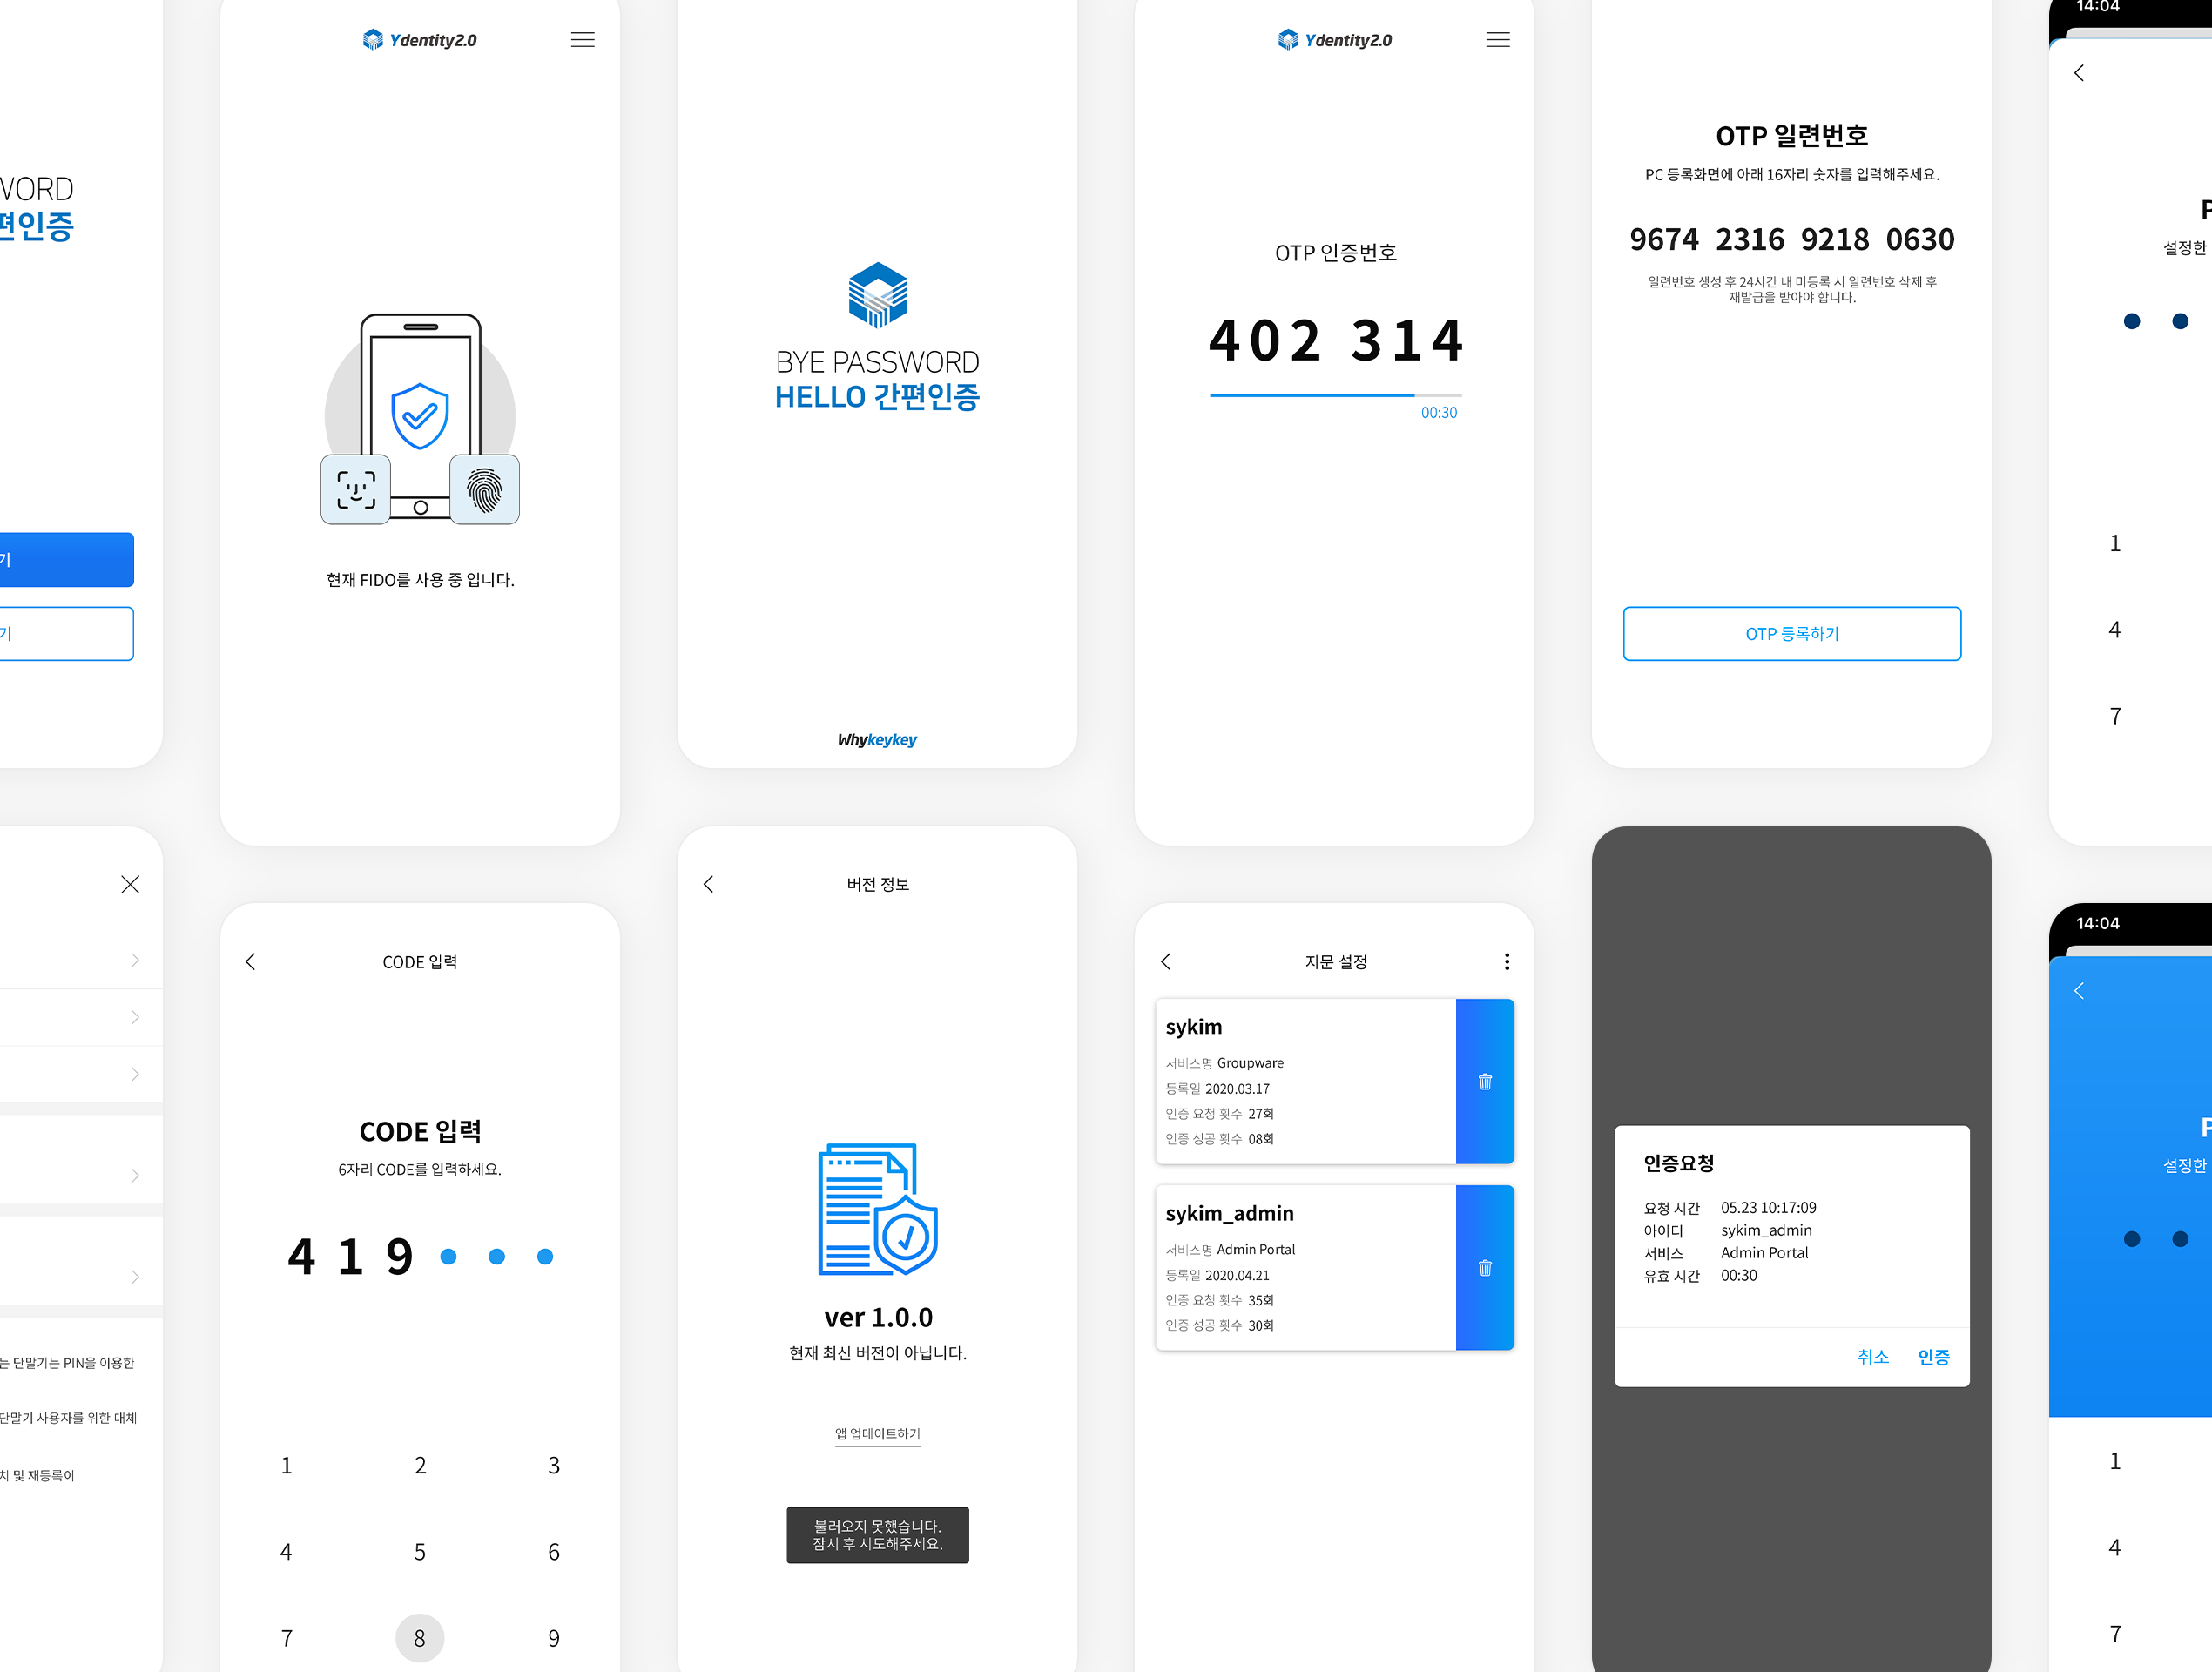 WORD
편인증
기
기
Ydentity2.0
현재 FIDO를 사용 중 입니다.
BYE PASSWORD
HELLO 간편인증
Whykeykey
Ydentity2.0
OTP 인증번호
402 314
00:30
OTP 일련번호
PC 등록화면에 아래 16자리 숫자를 입력해주세요.
9674 2316 9218 0630
일련번호 생성 후 24시간 내 미등록 시 일련번호 삭제 후
재발급을 받아야 합니다.
OTP 등록하기
14:04
P
설정한
1
4
7
는 단말기는 PIN을 이용한
단말기 사용자를 위한 대체
치 및 재등록이
CODE 입력
CODE 입력
6자리 CODE를 입력하세요.
4 1 9
1 2 3
4 5 6
7 8 9
버전 정보
ver 1.0.0
현재 최신 버전이 아닙니다.
앱 업데이트하기
불러오지 못했습니다.
잠시 후 시도해주세요.
지문 설정
sykim
서비스명 Groupware
등록일 2020.03.17
인증 요청 횟수 27회
인증 성공 횟수 08회
sykim_admin
서비스명 Admin Portal
등록일 2020.04.21
인증 요청 횟수 35회
인증 성공 횟수 30회
인증요청
요청 시간 05.23 10:17:09
아이디 sykim_admin
서비스 Admin Portal
유효 시간 00:30
취소 인증
14:04
P
설정한
1
4
7